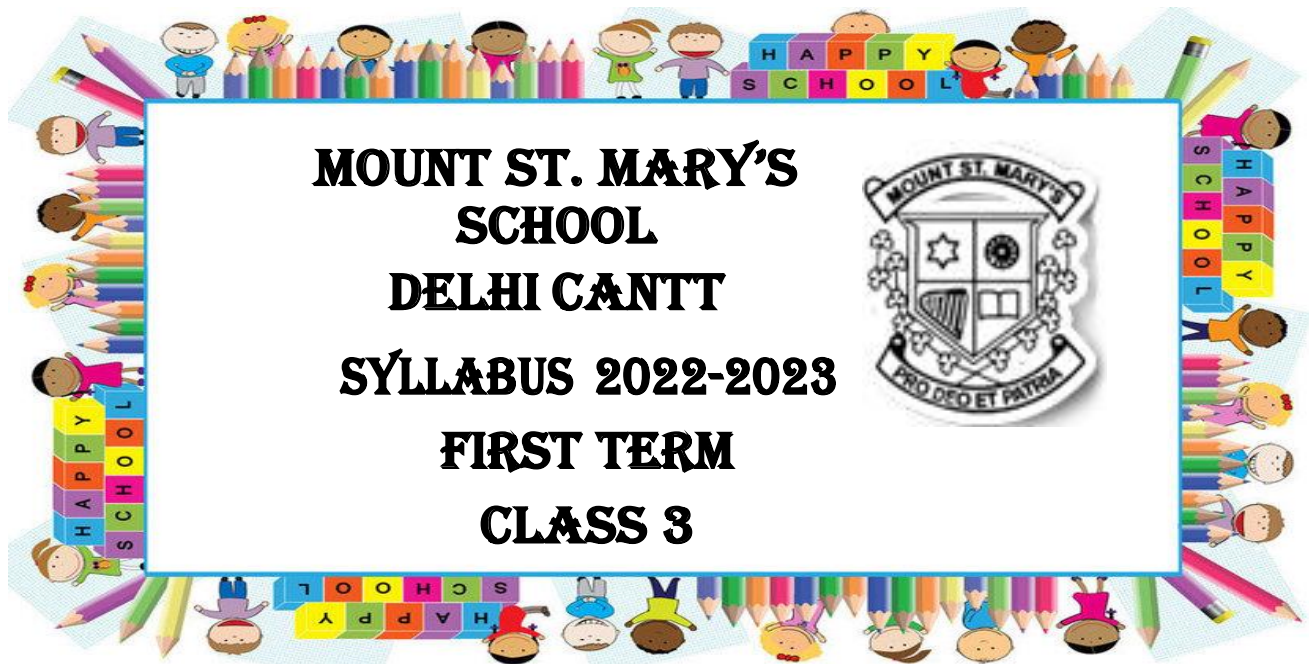 HAPPY
SCHOOL
MOUNT ST. MARY'S
SCHOOL
DELHI CANTT
SYLLABUS 2022-2023
FIRST TERM
CLASS 3
MOUNT ST. MARY'S
PRO DEO ET PATRIA
HAPPY
SCHOOL
HAPPY
SCHOOL
HAPPY
SCHOOL